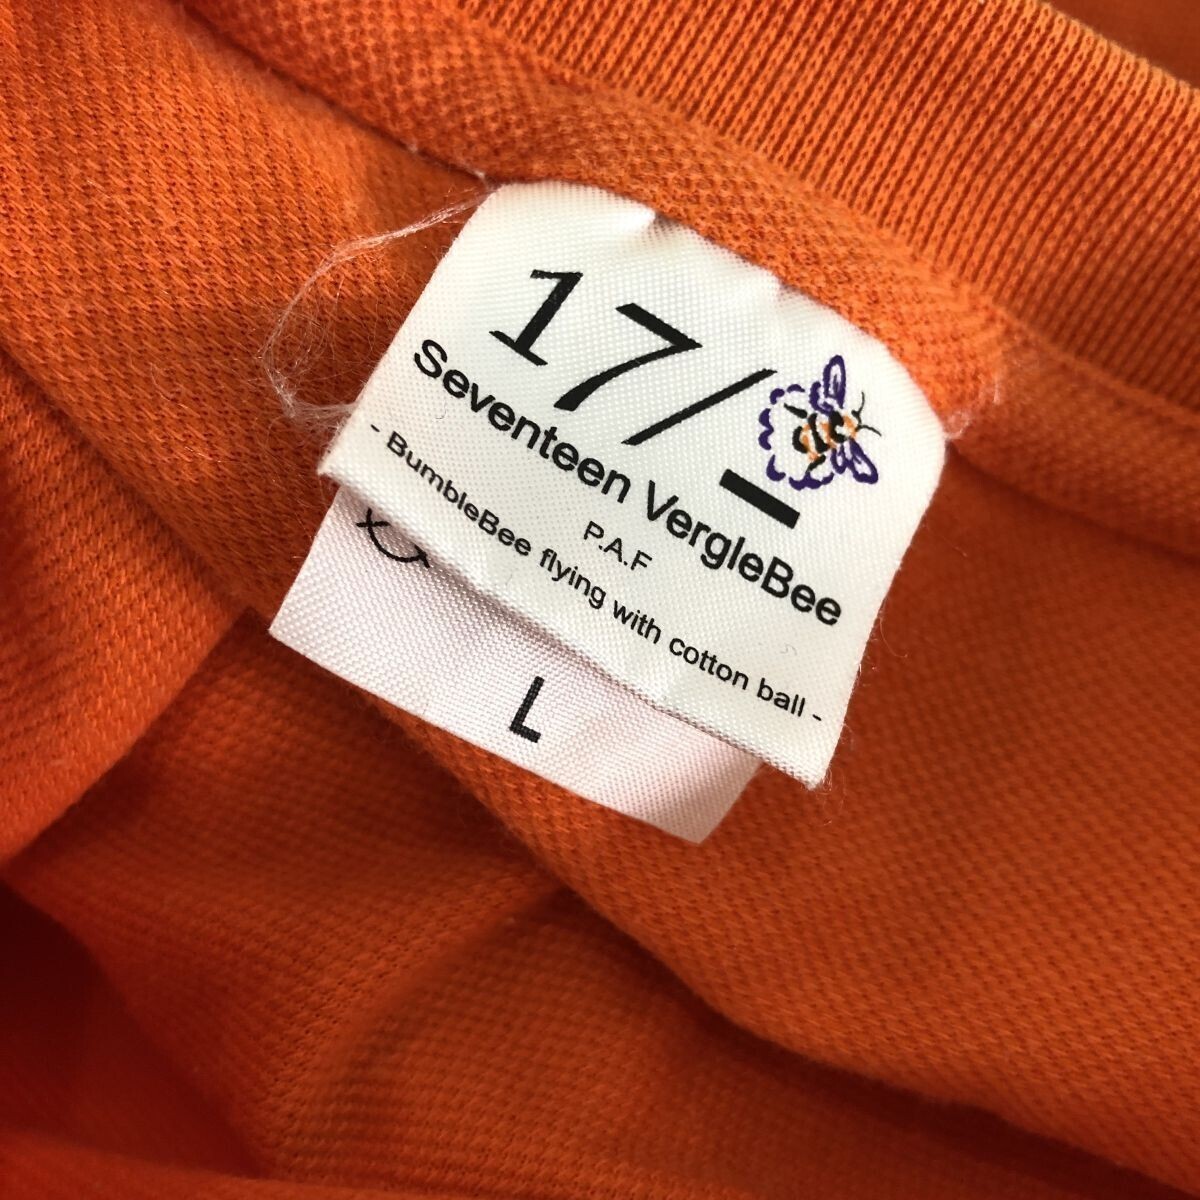 17/_
Seventeen VergleBee
P.A.F
- BumbleBee flying with cotton ball -
L